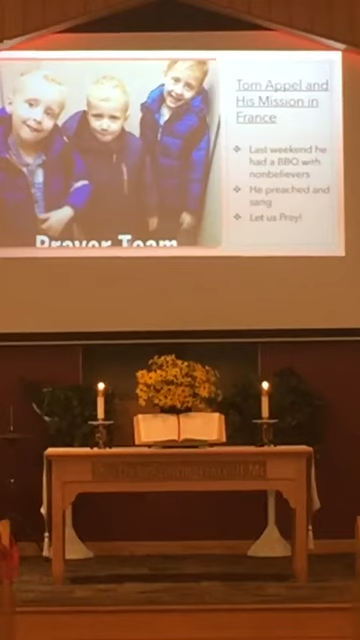 Tom Appel and
His Mission in
France
❖ Last weekend he
had a BBQ with
nonbelievers
❖ He preached and
sang
❖ Let us Pray!
Prayer Team